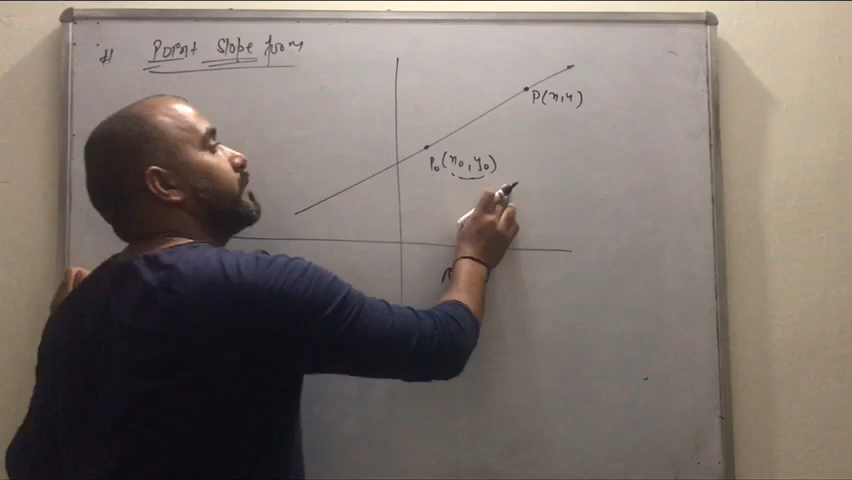 # Point Slope form
P(x,y)
P₀(x₀,y₀)